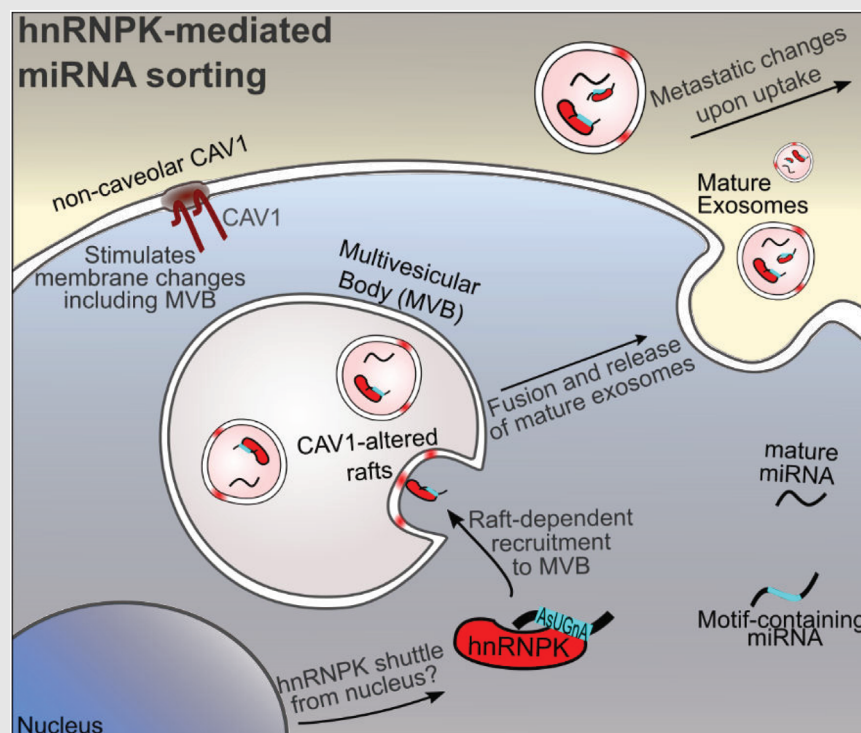 hnRNPK-mediated
miRNA sorting
Metastatic changes
upon uptake
non-caveolar CAV1
CAV1
Stimulates
membrane changes
including MVB
Mature
Exosomes
Multivesicular
Body (MVB)
Fusion and release
of mature exosomes
CAV1-altered
rafts
mature
miRNA
Raft-dependent
recruitment
to MVB
AsUGnA
hnRNPK
Motif-containing
miRNA
hnRNPK shuttle
from nucleus?
Nucleus